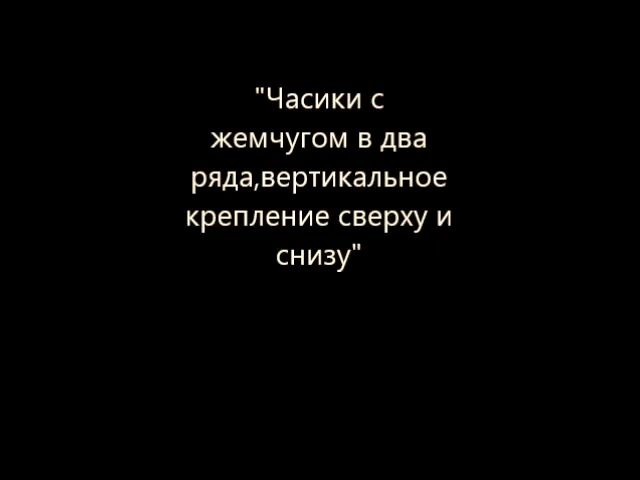 "Часики с
жемчугом в два
ряда,вертикальное
крепление сверху и
снизу"